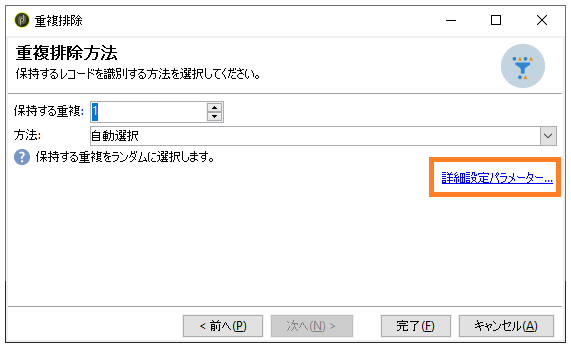 重複排除
重複排除方法
保持するレコードを識別する方法を選択してください。
保持する重複: 1
方法: 自動選択
? 保持する重複をランダムに選択します。
詳細設定パラメーター...
< 前へ(P) 次へ(N) > 完了(F) キャンセル(A)